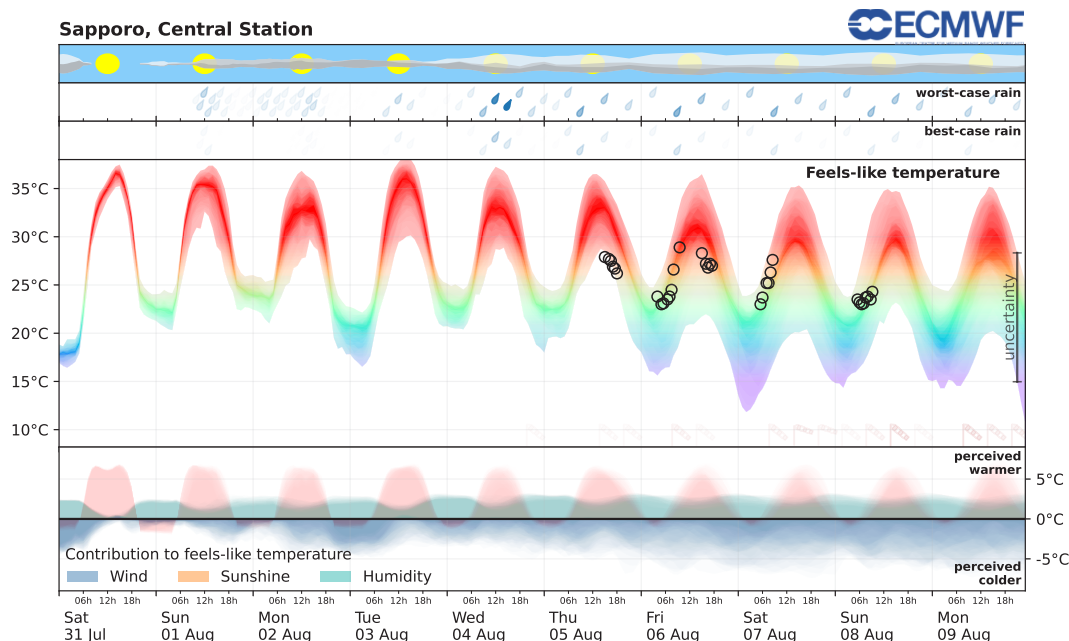 Sapporo, Central Station
ECMWF
worst-case rain
best-case rain
Feels-like temperature
35°C
30°C
25°C
20°C
15°C
10°C
uncertainty
perceived
warmer
5°C
0°C
-5°C
perceived
colder
Contribution to feels-like temperature
Wind Sunshine Humidity
06h 12h 18h 06h 12h 18h 06h 12h 18h 06h 12h 18h 06h 12h 18h 06h 12h 18h 06h 12h 18h 06h 12h 18h 06h 12h 18h 06h 12h 18h
Sat Sun Mon Tue Wed Thu Fri Sat Sun Mon
31 Jul 01 Aug 02 Aug 03 Aug 04 Aug 05 Aug 06 Aug 07 Aug 08 Aug 09 Aug